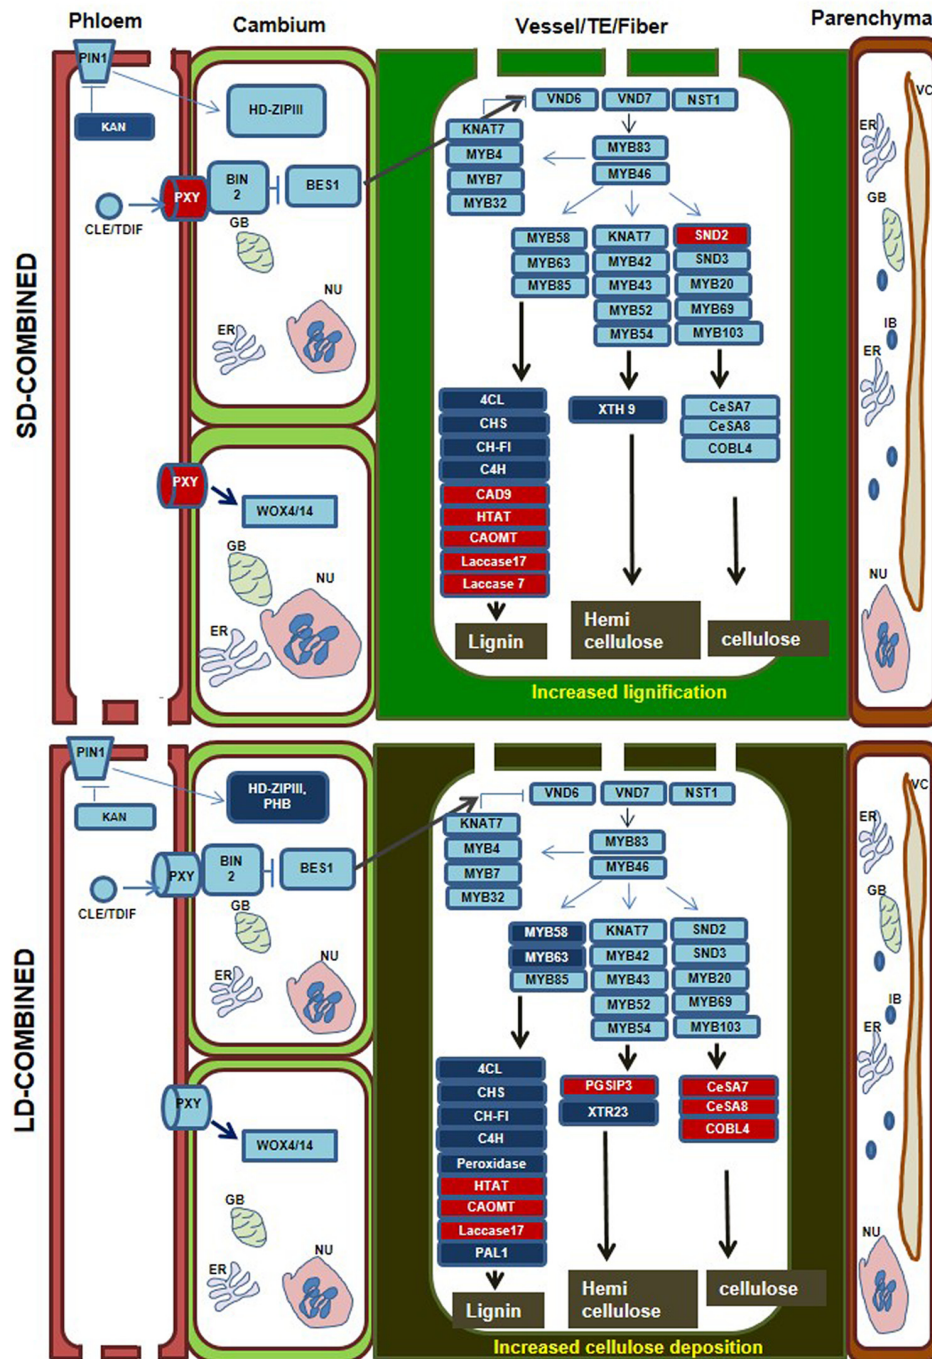 Phloem
Cambium
Vessel/TE/Fiber
Parenchyma
SD-COMBINED
PIN1
KAN
HD-ZIPIII
CLE/TDIF
PXY
BIN
2
BES1
GB
NU
ER
PXY
WOX4/14
GB
NU
ER
VND6
VND7
NST1
KNAT7
MYB4
MYB7
MYB32
MYB83
MYB46
MYB58
MYB63
MYB85
KNAT7
MYB42
MYB43
MYB52
MYB54
SND2
SND3
MYB20
MYB69
MYB103
4CL
CHS
CH-FI
C4H
CAD9
HTAT
CAOMT
Laccase17
Laccase 7
XTH 9
CeSA7
CeSA8
COBL4
Lignin
Hemi
cellulose
cellulose
Increased lignification
VC
ER
GB
IB
ER
NU
LD-COMBINED
PIN1
KAN
HD-ZIPIII,
PHB
CLE/TDIF
PXY
BIN
2
BES1
GB
NU
ER
PXY
WOX4/14
GB
NU
ER
VND6
VND7
NST1
KNAT7
MYB4
MYB7
MYB32
MYB83
MYB46
MYB58
MYB63
MYB85
KNAT7
MYB42
MYB43
MYB52
MYB54
SND2
SND3
MYB20
MYB69
MYB103
4CL
CHS
CH-FI
C4H
Peroxidase
HTAT
CAOMT
Laccase17
PAL1
PGSIP3
XTR23
CeSA7
CeSA8
COBL4
Lignin
Hemi
cellulose
cellulose
Increased cellulose deposition
VC
ER
GB
IB
ER
NU